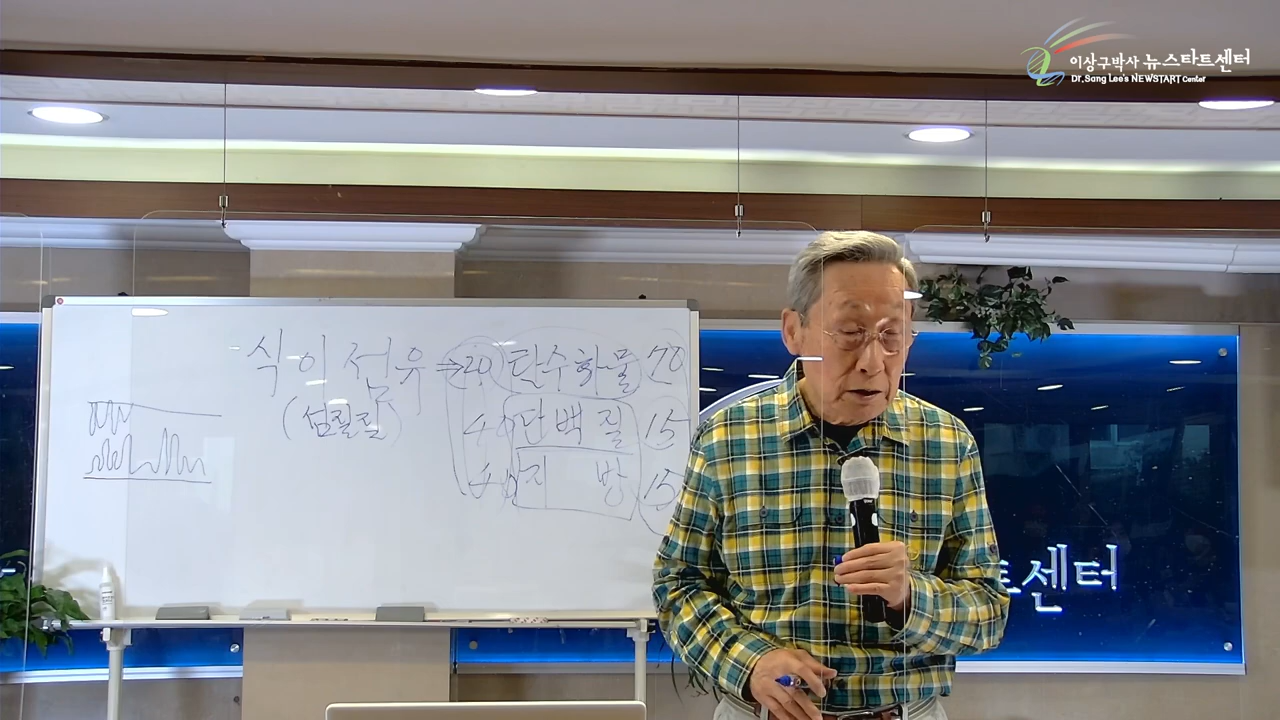 이상구박사 뉴스타트센터
Dr. Sang Lee's NEWSTART Center
식이섬유 → 20 탄수화물 70
(섬질질) 40 단백질 15
40 지 방 15
트센터